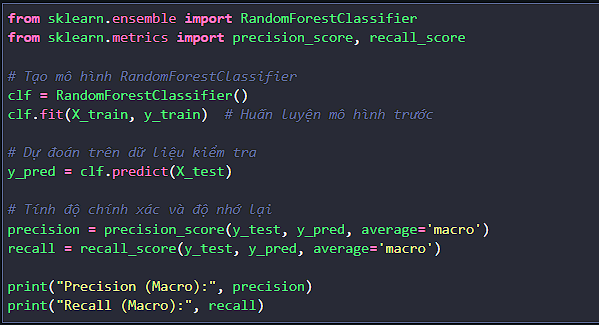 from sklearn.ensemble import RandomForestClassifier
from sklearn.metrics import precision_score, recall_score
# Tạo mô hình RandomForestClassifier
clf = RandomForestClassifier()
clf.fit(X_train, y_train)  # Huấn luyện mô hình trước
# Dự đoán trên dữ liệu kiểm tra
y_pred = clf.predict(X_test)
# Tính độ chính xác và độ nhớ lại
precision = precision_score(y_test, y_pred, average='macro')
recall = recall_score(y_test, y_pred, average='macro')
print("Precision (Macro):", precision)
print("Recall (Macro):", recall)